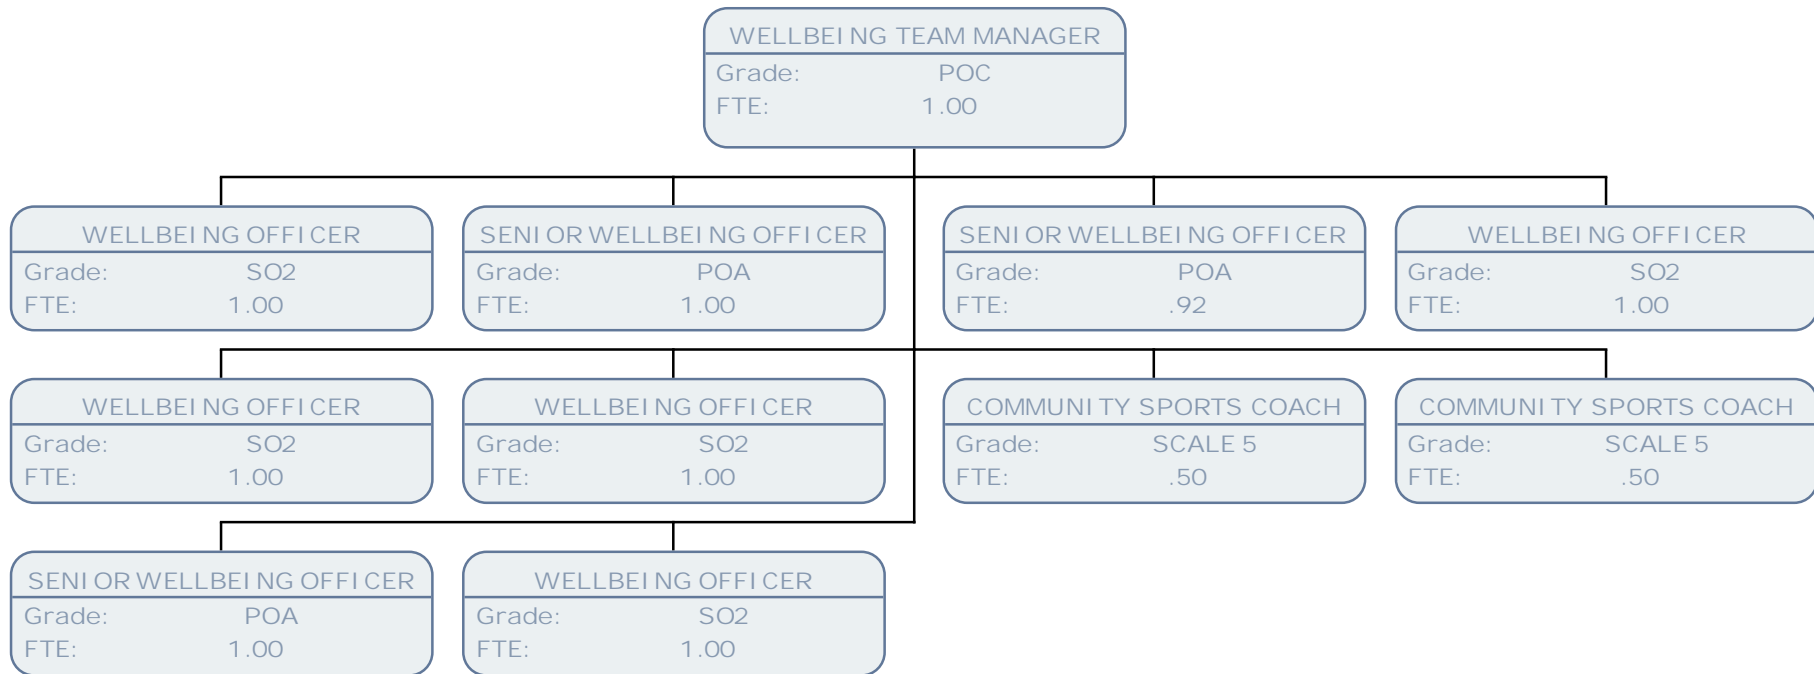 WELLBEING TEAM MANAGER
Grade: POC
FTE: 1.00
WELLBEING OFFICER
Grade: SO2
FTE: 1.00
SENIOR WELLBEING OFFICER
Grade: POA
FTE: 1.00
SENIOR WELLBEING OFFICER
Grade: POA
FTE: .92
WELLBEING OFFICER
Grade: SO2
FTE: 1.00
WELLBEING OFFICER
Grade: SO2
FTE: 1.00
WELLBEING OFFICER
Grade: SO2
FTE: 1.00
COMMUNITY SPORTS COACH
Grade: SCALE 5
FTE: .50
COMMUNITY SPORTS COACH
Grade: SCALE 5
FTE: .50
SENIOR WELLBEING OFFICER
Grade: POA
FTE: 1.00
WELLBEING OFFICER
Grade: SO2
FTE: 1.00